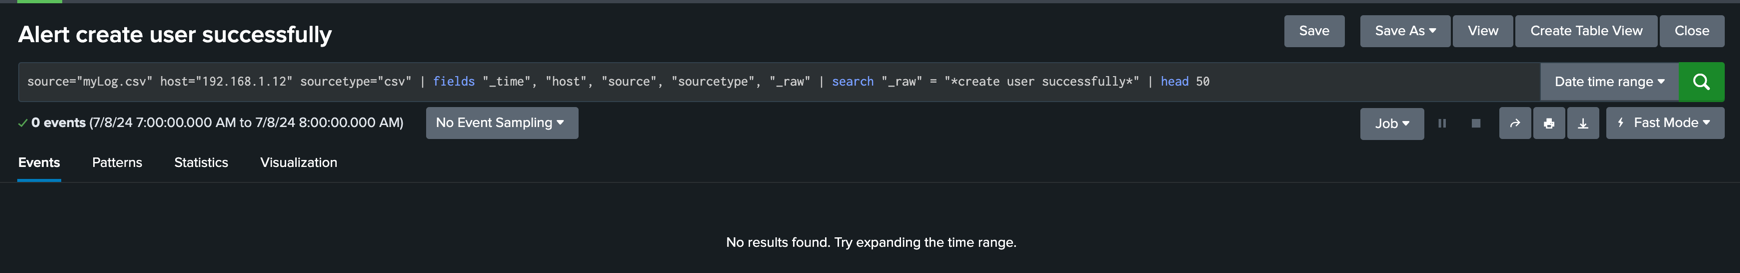 Alert create user successfully
Save
Save As
View
Create Table View
Close
source="myLog.csv" host="192.168.1.12" sourcetype="csv" | fields "_time", "host", "source", "sourcetype", "_raw" | search "_raw" = "*create user successfully*" | head 50
Date time range
0 events (7/8/24 7:00:00.000 AM to 7/8/24 8:00:00.000 AM)
No Event Sampling
Job
Fast Mode
Events
Patterns
Statistics
Visualization
No results found. Try expanding the time range.